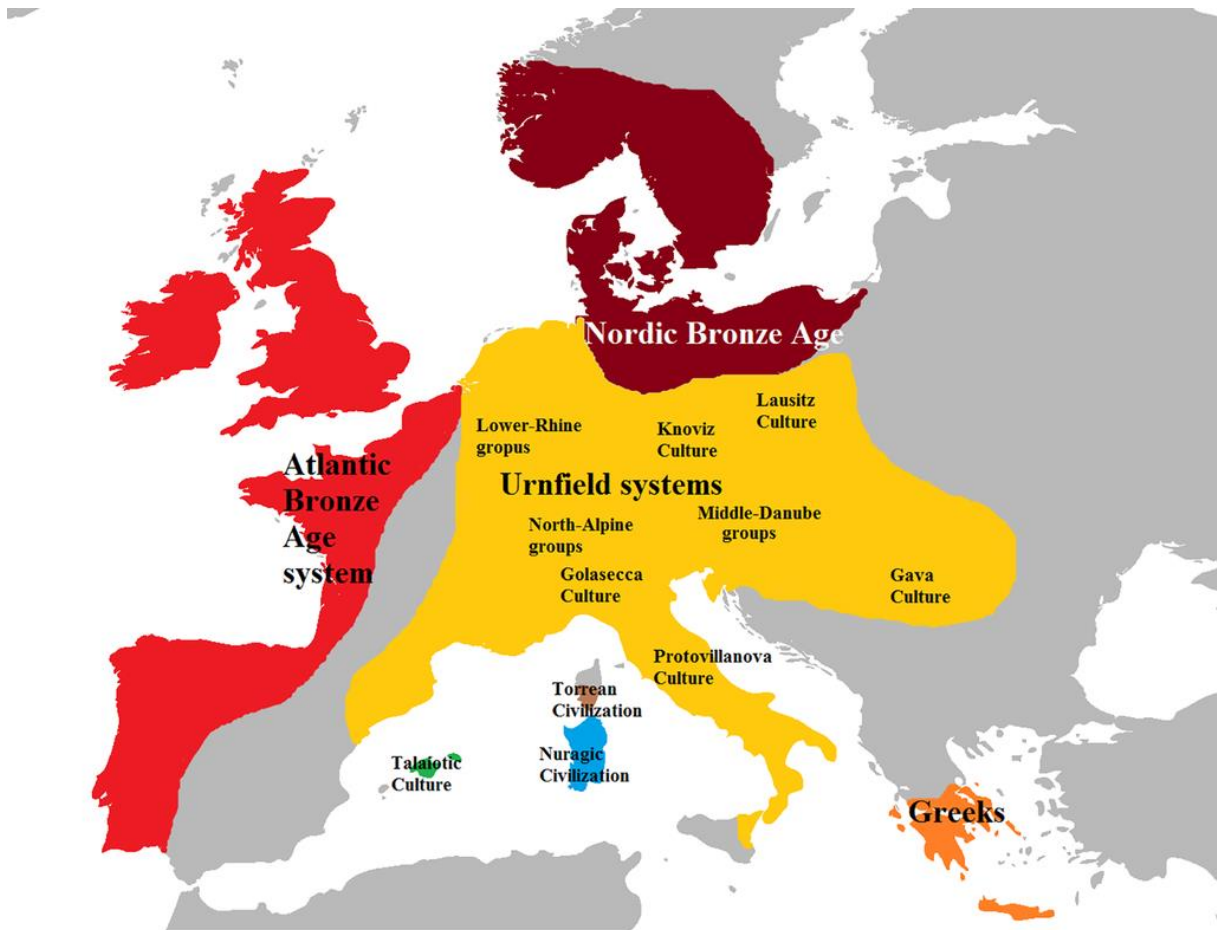 Nordic Bronze Age
Lausitz
Culture
Lower-Rhine
gropus
Knoviz
Culture
Atlantic
Bronze
Age
system
Urnfield systems
North-Alpine
groups
Middle-Danube
groups
Golasecca
Culture
Gava
Culture
Protovillanova
Culture
Torrean
Civilization
Talaiotic
Culture
Nuragic
Civilization
Greeks